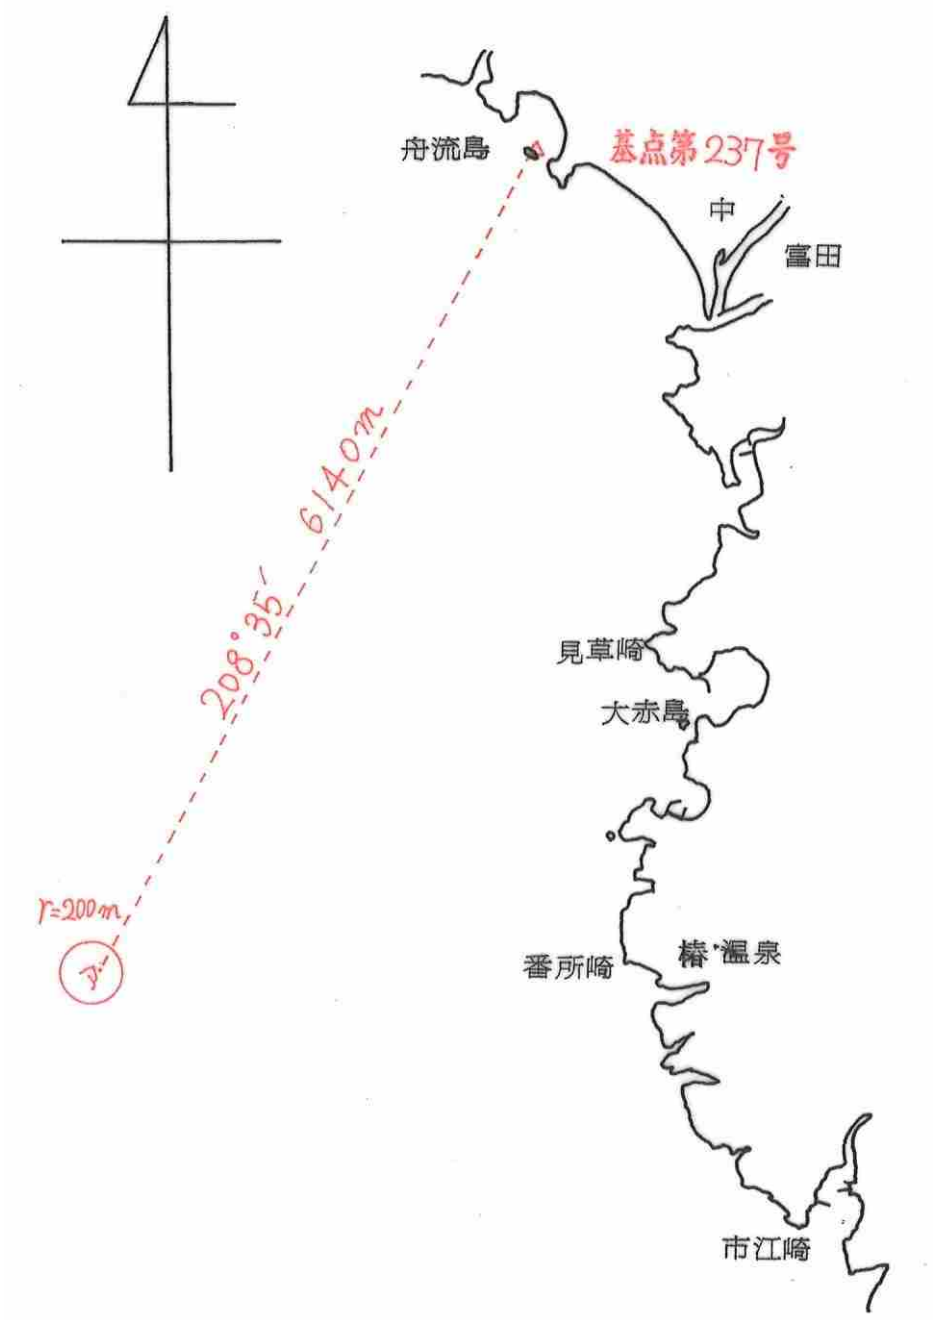 舟流島
基点第237号
中
富田
6140m
208°35′
見草崎
大赤島
r=200m
ア
番所崎
椿温泉
市江崎